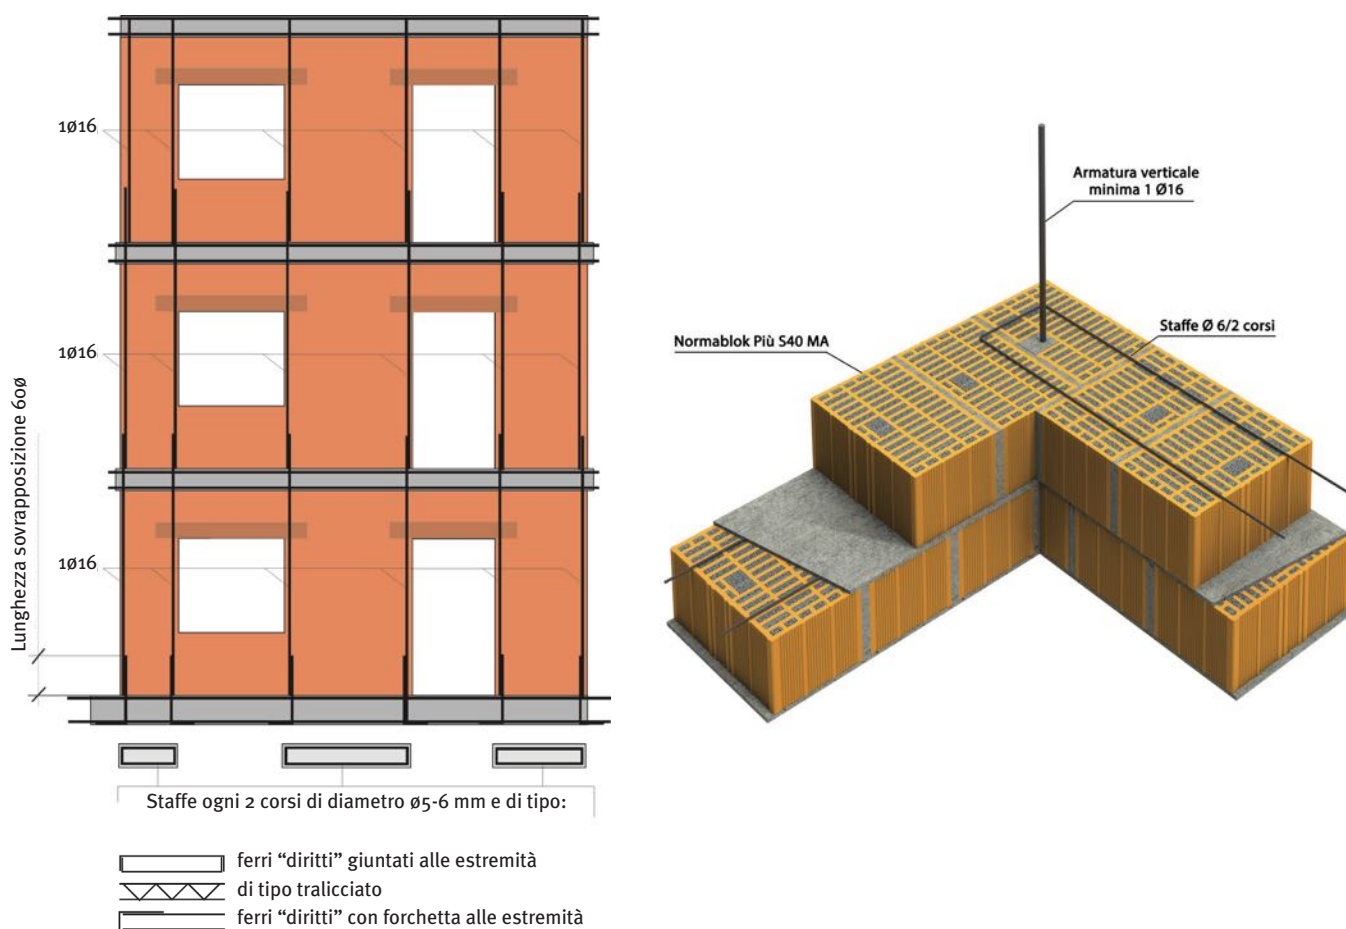 1ø16
1ø16
1ø16
Lunghezza sovrapposizione 60ø
Staffe ogni 2 corsi di diametro ø5-6 mm e di tipo:
ferri “diritti” giuntati alle estremità
di tipo tralicciato
ferri “diritti” con forchetta alle estremità
Armatura verticale
minima 1 Ø16
Staffe Ø 6/2 corsi
Normablok Più S40 MA